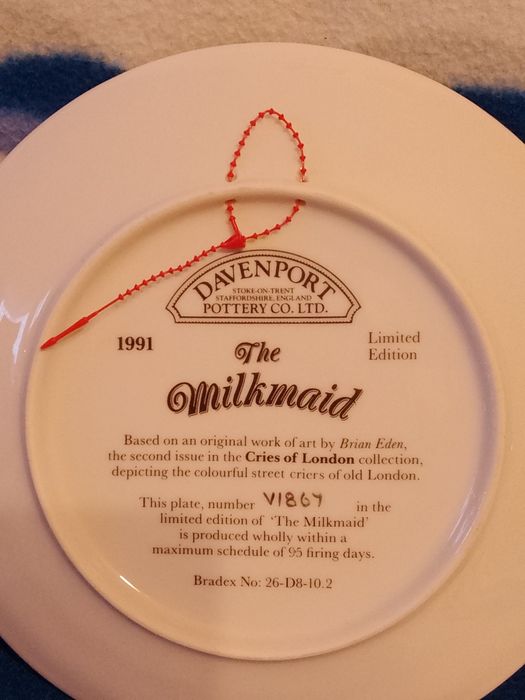 DAVENPORT
STOKE-ON-TRENT
STAFFORDSHIRE, ENGLAND
POTTERY CO. LTD.
1991
Limited
Edition
The
Milkmaid
Based on an original work of art by Brian Eden,
the second issue in the Cries of London collection,
depicting the colourful street criers of old London.
This plate, number V1867 in the
limited edition of 'The Milkmaid'
is produced wholly within a
maximum schedule of 95 firing days.
Bradex No: 26-D8-10.2